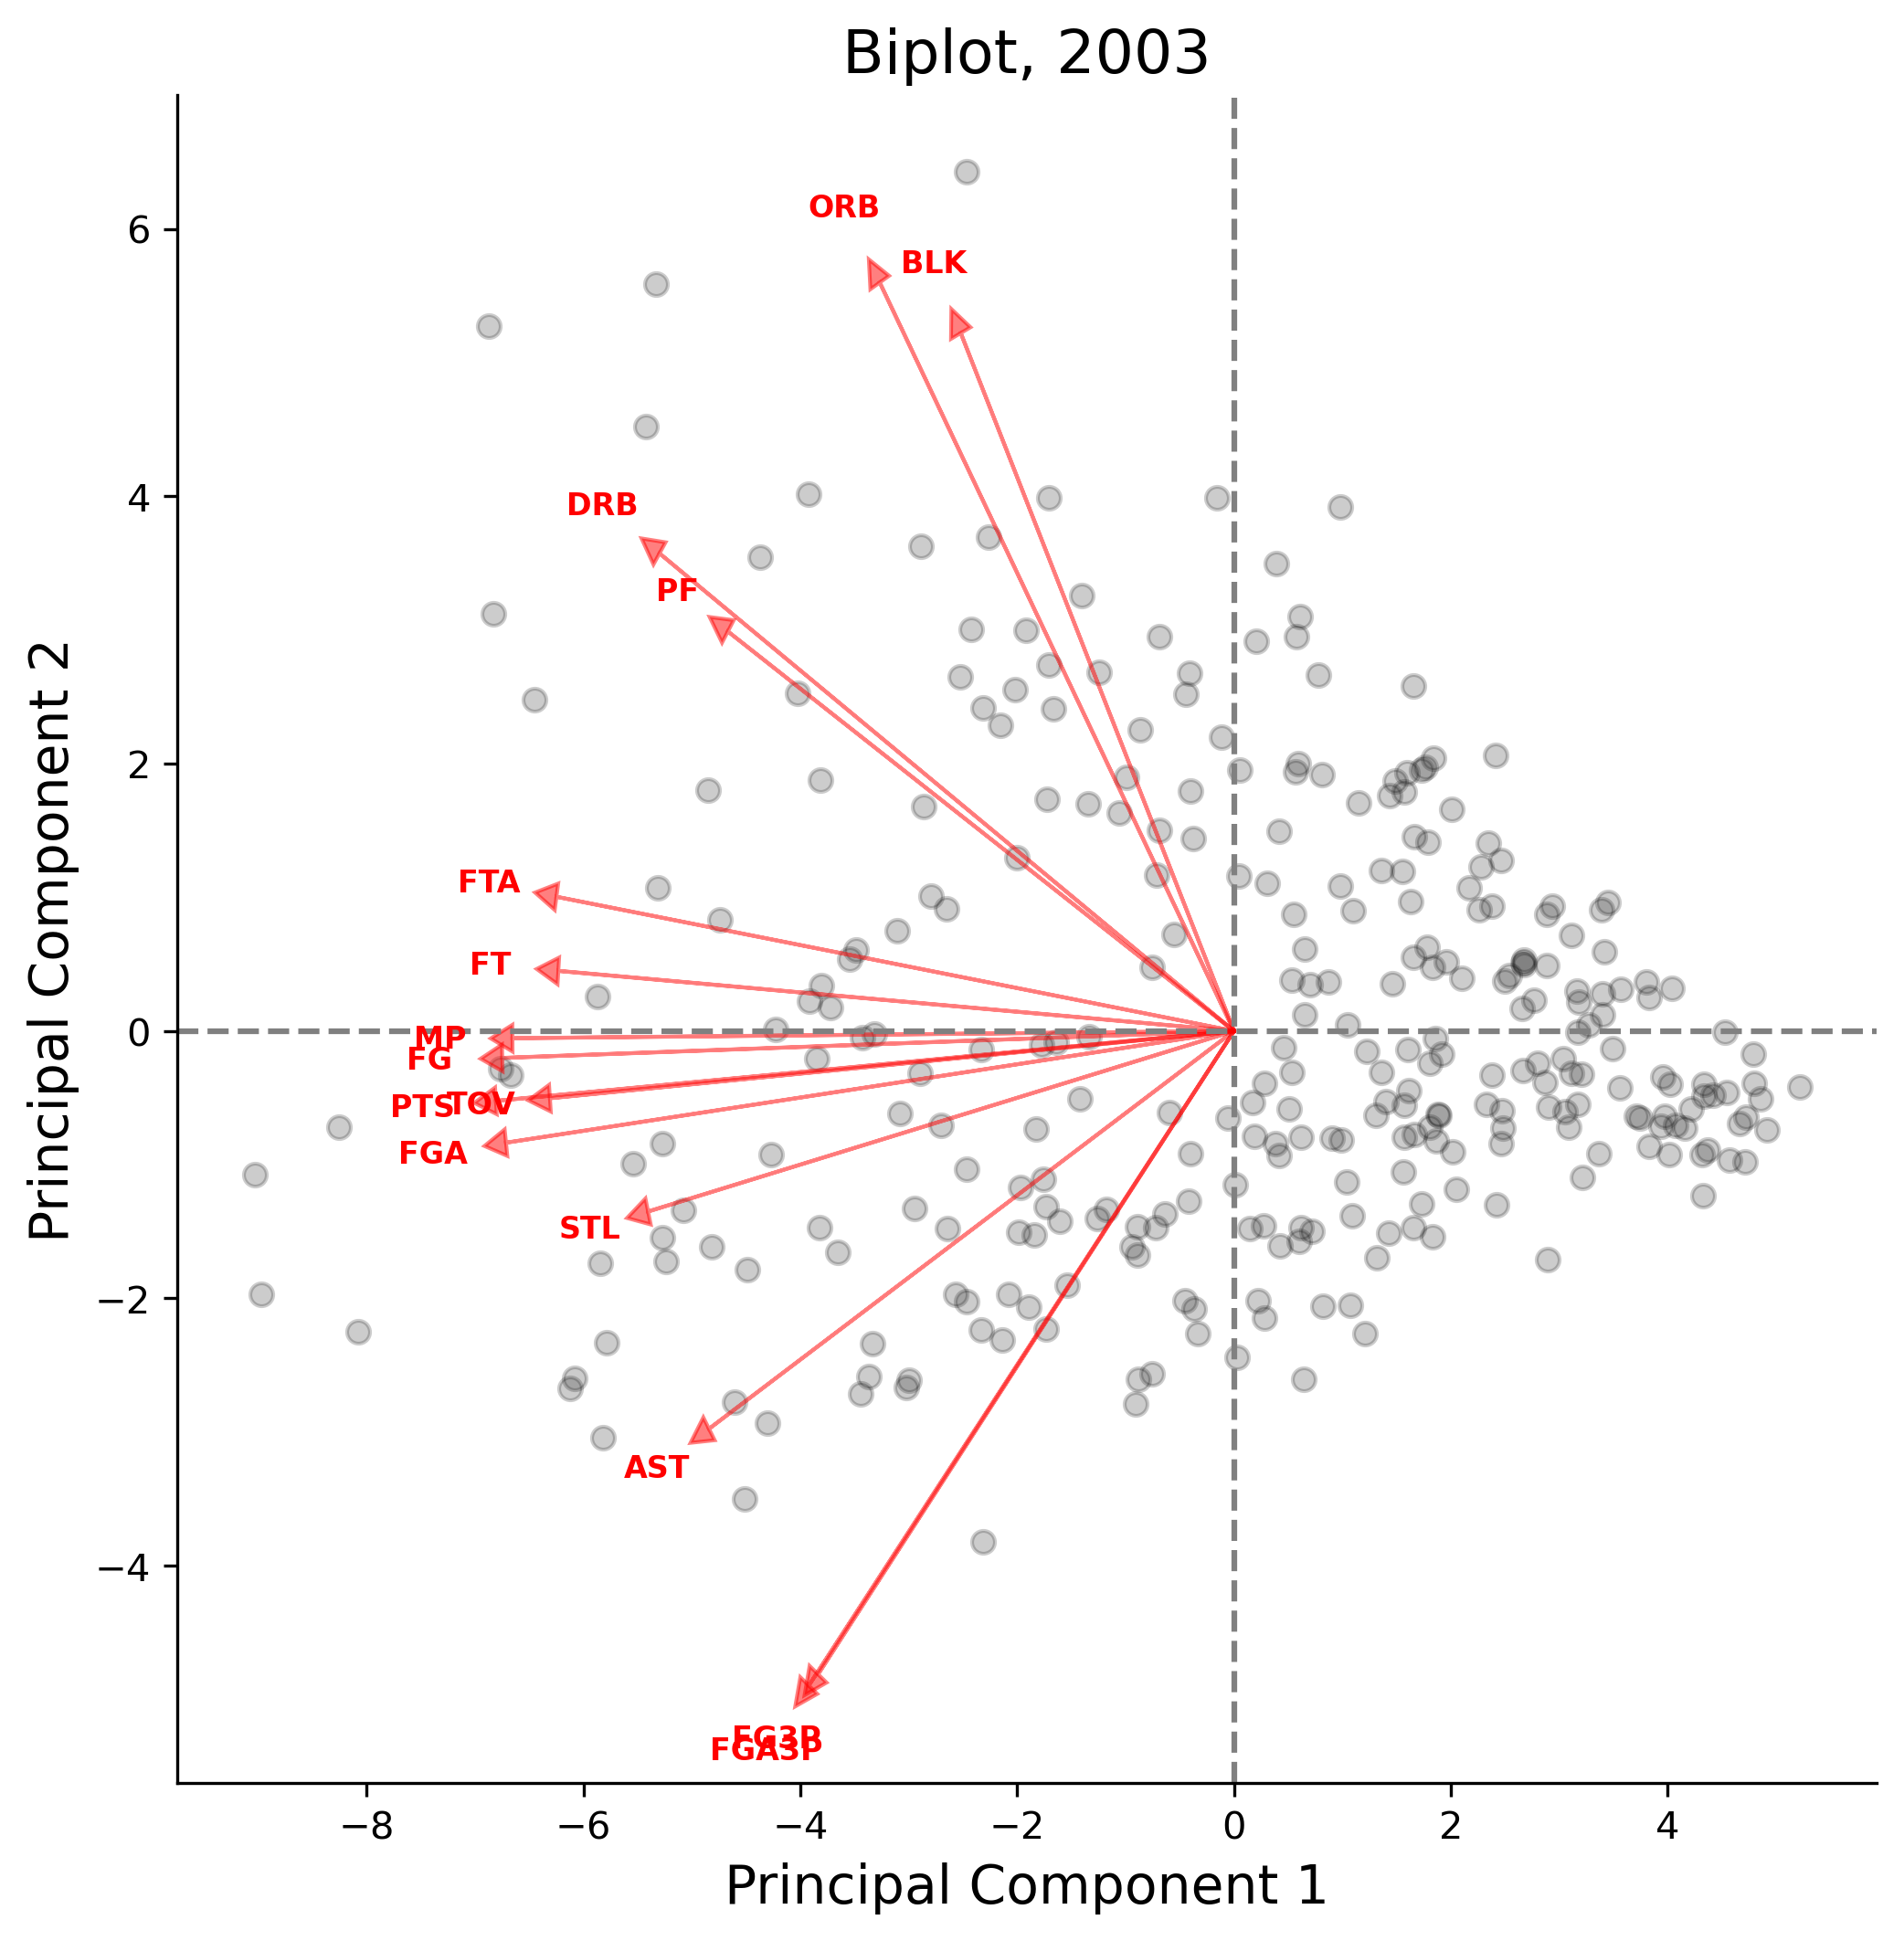 Biplot, 2003
Principal Component 2
6
4
2
0
−2
−4
ORB
BLK
DRB
PF
FTA
FT
MP
FG
PTS
TOV
FGA
STL
AST
FG3P
FGA3P
−8
−6
−4
−2
0
2
4
Principal Component 1